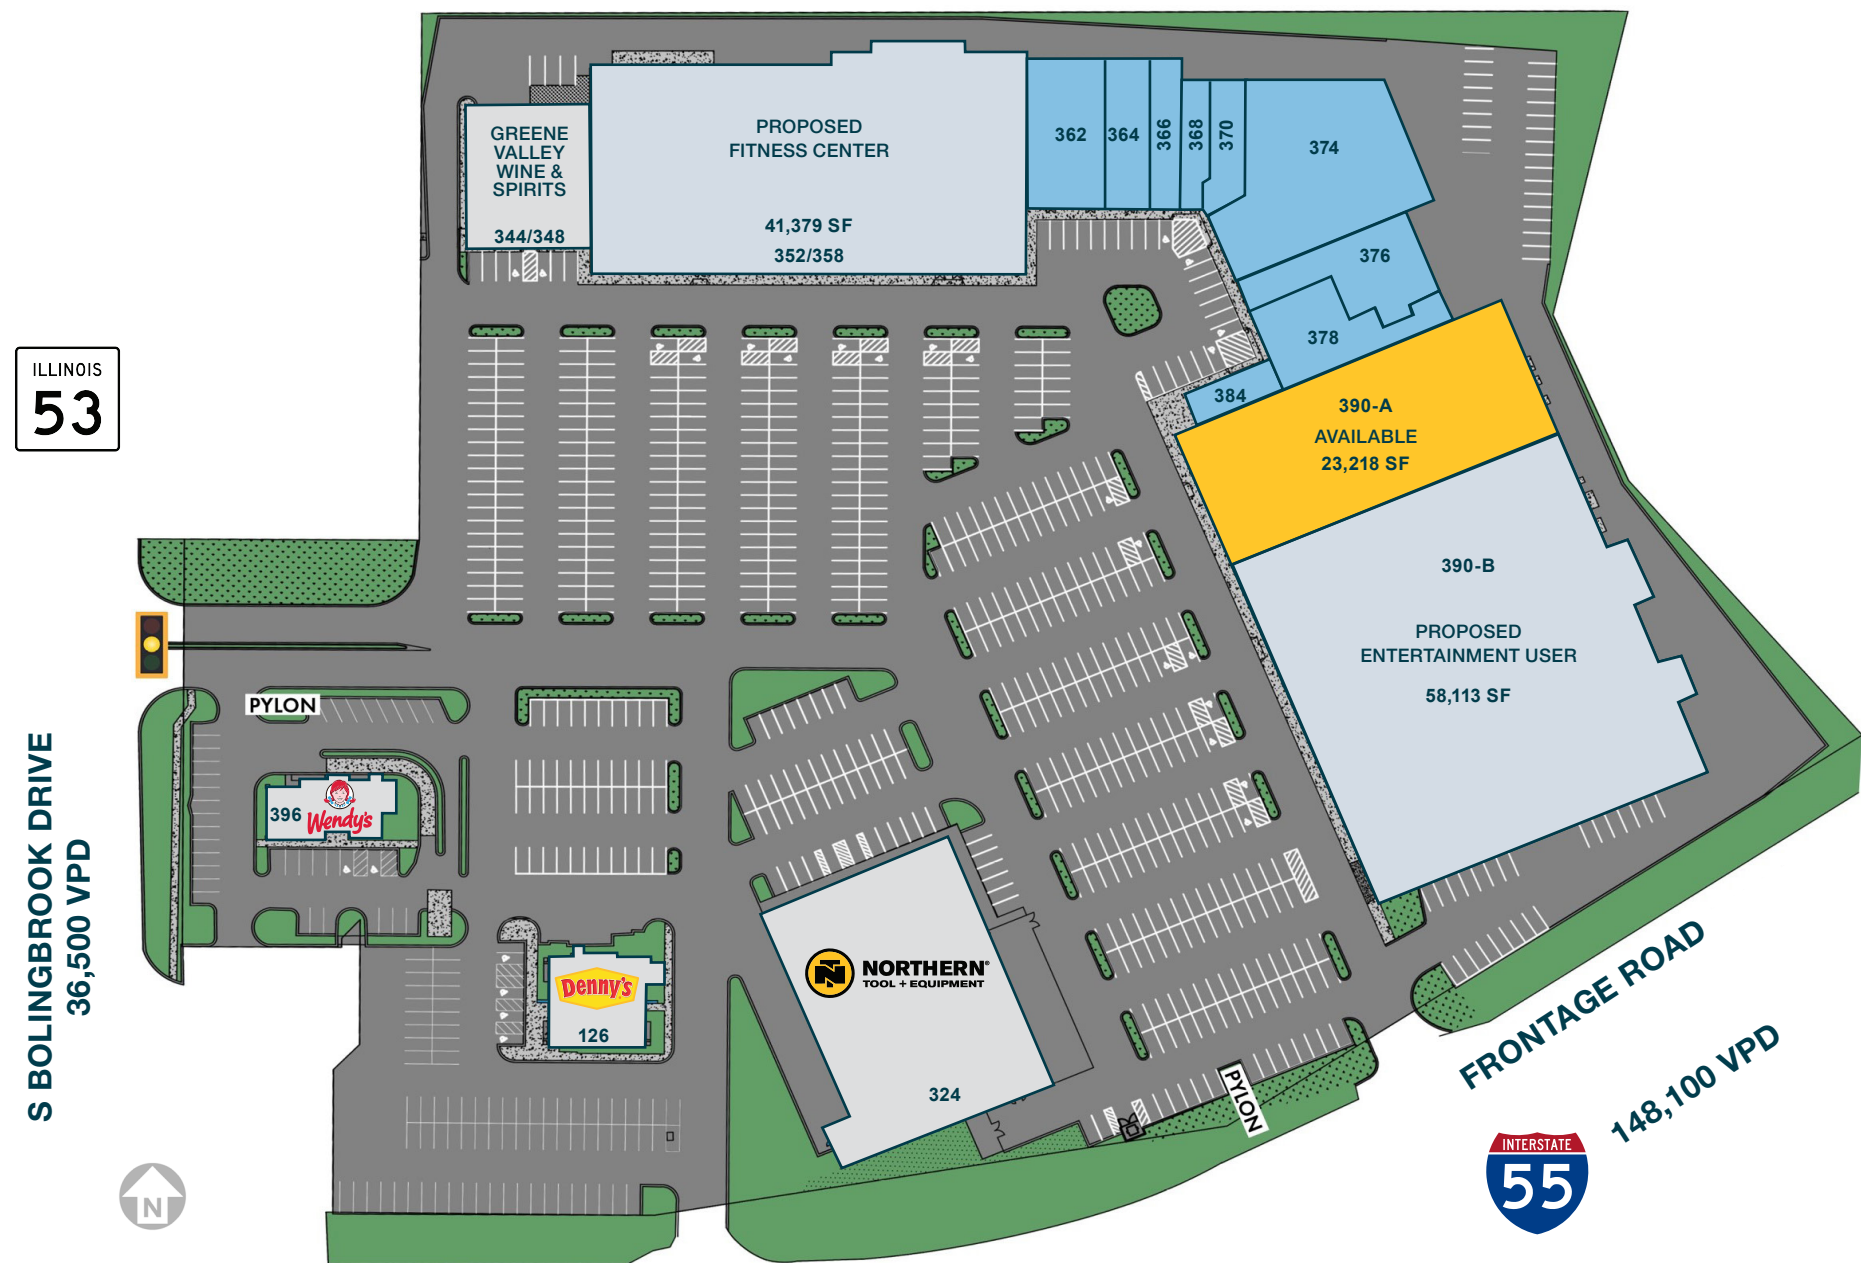 GREENE
VALLEY
WINE &
SPIRITS
344/348
PROPOSED
FITNESS CENTER
41,379 SF
352/358
362
364
366
368
370
374
376
378
384
390-A
AVAILABLE
23,218 SF
390-B
PROPOSED
ENTERTAINMENT USER
58,113 SF
ILLINOIS
53
PYLON
396
Wendy's
S BOLINGBROOK DRIVE
36,500 VPD
Denny's
126
NORTHERN®
TOOL + EQUIPMENT
324
PYLON
FRONTAGE ROAD
148,100 VPD
INTERSTATE
55
N